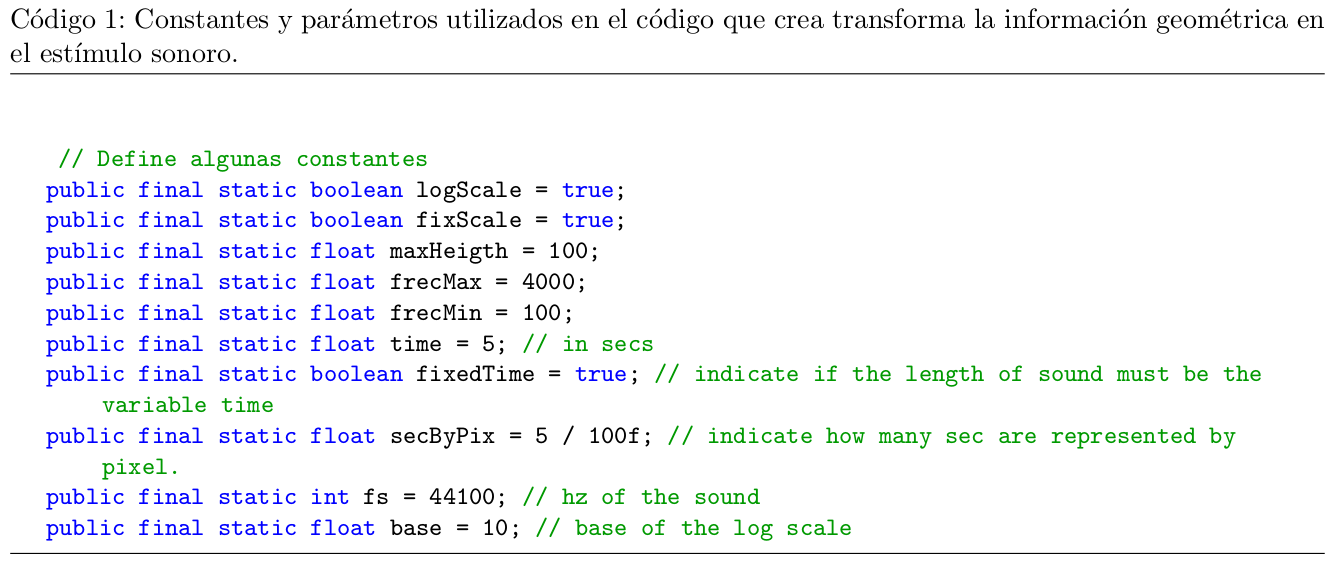 Código 1: Constantes y parámetros utilizados en el código que crea transforma la información geométrica en
el estímulo sonoro.
// Define algunas constantes
public final static boolean logScale = true;
public final static boolean fixScale = true;
public final static float maxHeigth = 100;
public final static float frecMax = 4000;
public final static float frecMin = 100;
public final static float time = 5; // in secs
public final static boolean fixedTime = true; // indicate if the length of sound must be the
variable time
public final static float secByPix = 5 / 100f; // indicate how many sec are represented by
pixel.
public final static int fs = 44100; // hz of the sound
public final static float base = 10; // base of the log scale